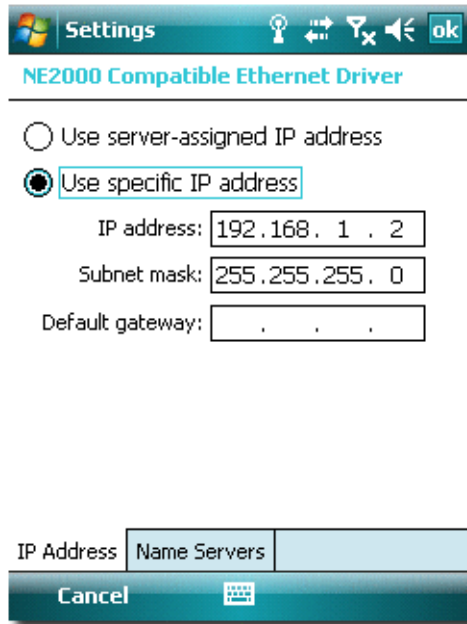 Settings ok
NE2000 Compatible Ethernet Driver
Use server-assigned IP address
Use specific IP address
IP address: 192.168. 1 . 2
Subnet mask: 255.255.255. 0
Default gateway: . . .
IP Address Name Servers
Cancel